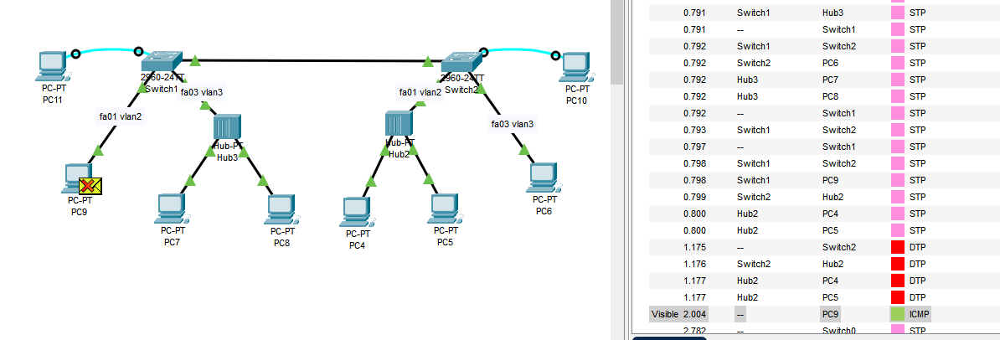 PC-PT
PC11
2960-24TT
Switch1
fa03 vlan3
fa01 vlan2
Hub-PT
Hub3
PC-PT
PC9
PC-PT
PC7
PC-PT
PC8
2960-24TT
Switch2
PC-PT
PC10
fa01 vlan2
fa03 vlan3
Hub-PT
Hub2
PC-PT
PC4
PC-PT
PC5
PC-PT
PC6
0.791 Switch1 Hub3 STP
0.791 -- Switch1 STP
0.792 Switch1 Switch2 STP
0.792 Switch2 PC6 STP
0.792 Hub3 PC7 STP
0.792 Hub3 PC8 STP
0.792 -- Switch1 STP
0.793 Switch1 Switch2 STP
0.797 -- Switch1 STP
0.798 Switch1 Switch2 STP
0.798 Switch1 PC9 STP
0.799 Switch2 Hub2 STP
0.800 Hub2 PC4 STP
0.800 Hub2 PC5 STP
1.175 -- Switch2 DTP
1.176 Switch2 Hub2 DTP
1.177 Hub2 PC4 DTP
1.177 Hub2 PC5 DTP
Visible 2.004 -- PC9 ICMP
2.782 -- Switch0 STP